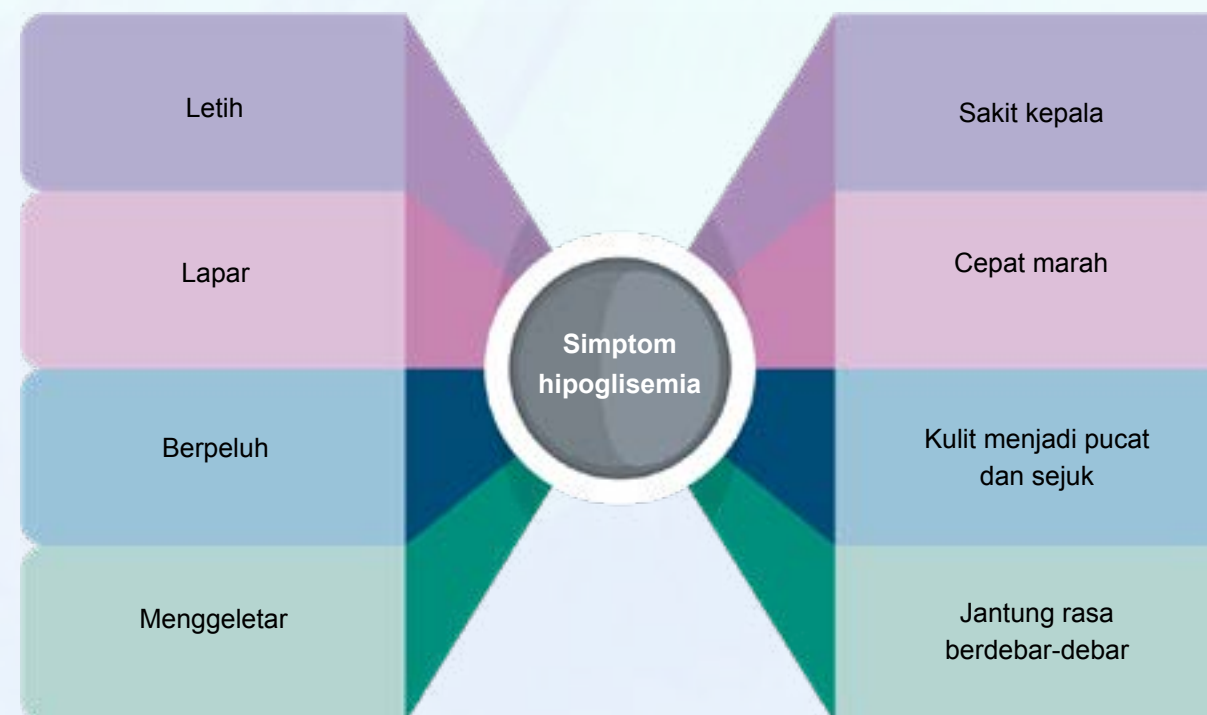 Letih
Lapar
Berpeluh
Menggeletar
Simptom
hipoglisemia
Sakit kepala
Cepat marah
Kulit menjadi pucat
dan sejuk
Jantung rasa
berdebar-debar